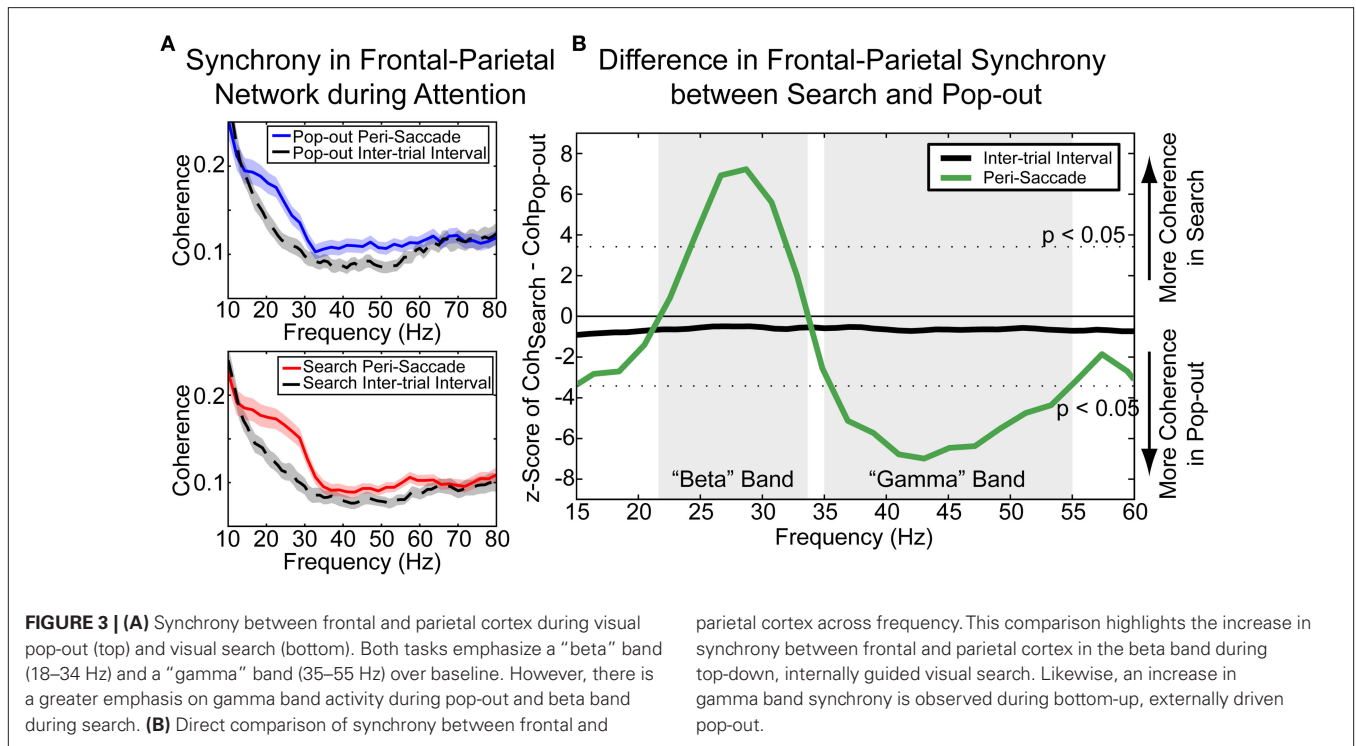 A
Synchrony in Frontal-Parietal
Network during Attention
Pop-out Peri-Saccade
Pop-out Inter-trial Interval
Coherence
0.2
0.1
10 20 30 40 50 60 70 80
Frequency (Hz)
Search Peri-Saccade
Search Inter-trial Interval
Coherence
0.2
0.1
10 20 30 40 50 60 70 80
Frequency (Hz)
B
Difference in Frontal-Parietal Synchrony
between Search and Pop-out
z-Score of CohSearch - CohPop-out
8
6
4
2
0
-2
-4
-6
-8
Inter-trial Interval
Peri-Saccade
p < 0.05
p < 0.05
"Beta" Band
"Gamma" Band
15 21 25 30 35 40 45 50 55 60
Frequency (Hz)
More Coherence
in Search
More Coherence
in Pop-out
FIGURE 3 | (A) Synchrony between frontal and parietal cortex during visual
pop-out (top) and visual search (bottom). Both tasks emphasize a “beta” band
(18–34 Hz) and a “gamma” band (35–55 Hz) over baseline. However, there is
a greater emphasis on gamma band activity during pop-out and beta band
during search. (B) Direct comparison of synchrony between frontal and
parietal cortex across frequency. This comparison highlights the increase in
synchrony between frontal and parietal cortex in the beta band during
top-down, internally guided visual search. Likewise, an increase in
gamma band synchrony is observed during bottom-up, externally driven
pop-out.